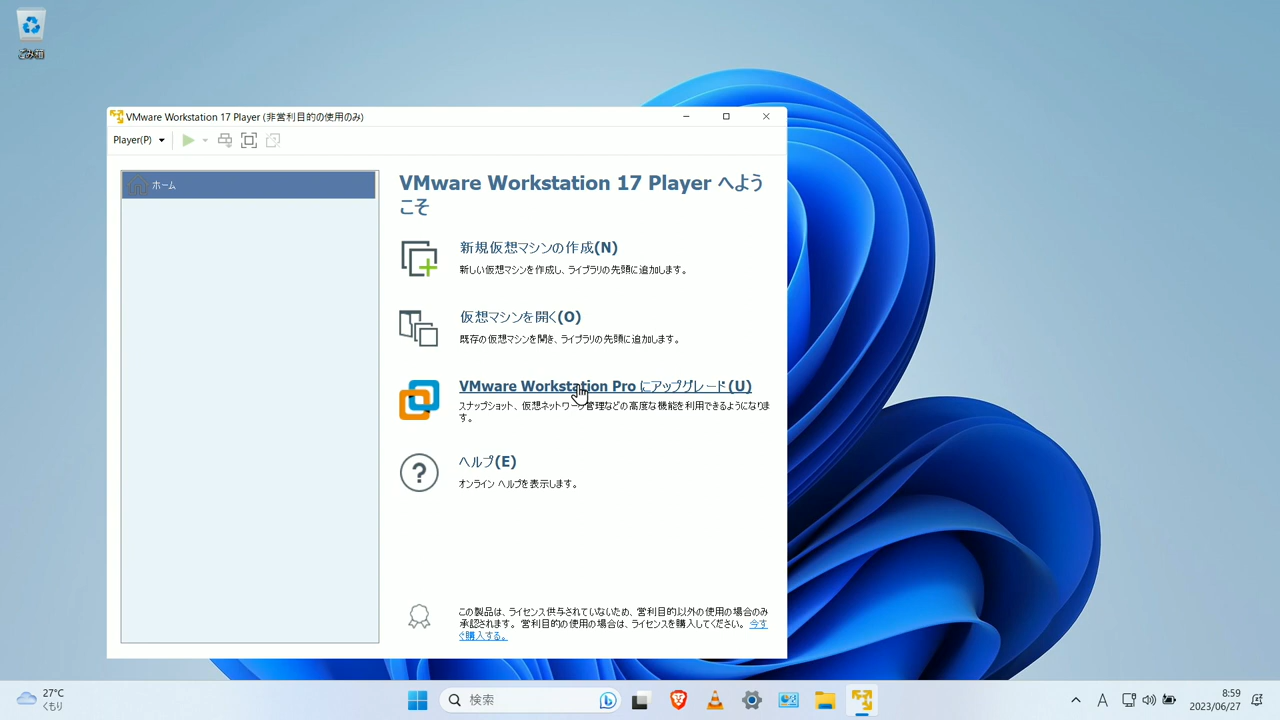 ごみ箱
VMware Workstation 17 Player (非営利目的の使用のみ)
Player(P)
ホーム
VMware Workstation 17 Player へよう
こそ
新規仮想マシンの作成(N)
新しい仮想マシンを作成し、ライブラリの先頭に追加します。
仮想マシンを開く(O)
既存の仮想マシンを開き、ライブラリの先頭に追加します。
VMware Workstation Pro にアップグレード(U)
スナップショット、仮想ネットワーク管理などの高度な機能を利用できるようになりま
す。
ヘルプ(E)
オンライン ヘルプを表示します。
この製品は、ライセンス供与されていないため、営利目的以外の使用の場合のみ
承認されます。営利目的の使用の場合は、ライセンスを購入してください。今す
ぐ購入する。
27°C
くもり
検索
A
8:59
2023/06/27